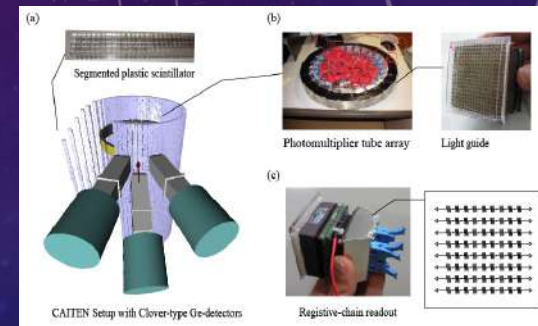 (a)
Segmented plastic scintillator
CAITEN Setup with Clover-type Ge-detectors
(b)
Photomultiplier tube array
Light guide
(c)
Registive-chain readout